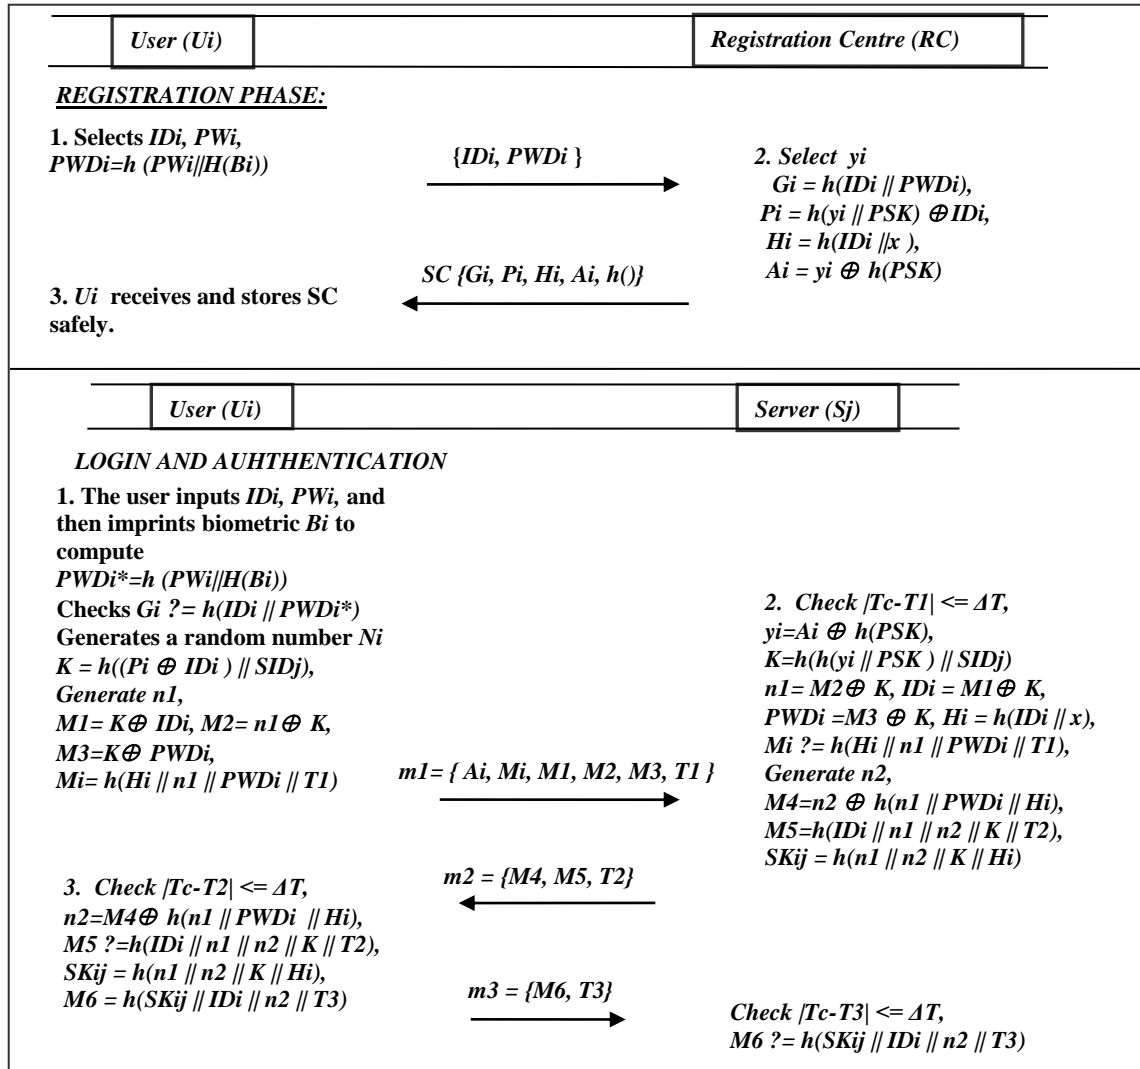 User (Ui)
Registration Centre (RC)
REGISTRATION PHASE:
1. Selects IDi, PWi,
PWDi=h (PWi||H(Bi))
{IDi, PWDi }
2. Select yi
Gi = h(IDi || PWDi),
Pi = h(yi || PSK) ⊕ IDi,
Hi = h(IDi ||x ),
Ai = yi ⊕ h(PSK)
SC {Gi, Pi, Hi, Ai, h()}
3. Ui receives and stores SC
safely.
User (Ui)
Server (Sj)
LOGIN AND AUHTHENTICATION
1. The user inputs IDi, PWi, and
then imprints biometric Bi to
compute
PWDi*=h (PWi||H(Bi))
Checks Gi ?= h(IDi || PWDi*)
Generates a random number Ni
K = h((Pi ⊕ IDi ) || SIDj),
Generate n1,
M1= K⊕ IDi, M2= n1⊕ K,
M3=K⊕ PWDi,
Mi= h(Hi || n1 || PWDi || T1)
m1= { Ai, Mi, M1, M2, M3, T1 }
2. Check |Tc-T1| <= ΔT,
yi=Ai ⊕ h(PSK),
K=h(h(yi || PSK ) || SIDj)
n1= M2⊕ K, IDi = M1⊕ K,
PWDi =M3 ⊕ K, Hi = h(IDi || x),
Mi ?= h(Hi || n1 || PWDi || T1),
Generate n2,
M4=n2 ⊕ h(n1 || PWDi || Hi),
M5=h(IDi || n1 || n2 || K || T2),
SKij = h(n1 || n2 || K || Hi)
m2 = {M4, M5, T2}
3. Check |Tc-T2| <= ΔT,
n2=M4⊕ h(n1 || PWDi || Hi),
M5 ?=h(IDi || n1 || n2 || K || T2),
SKij = h(n1 || n2 || K || Hi),
M6 = h(SKij || IDi || n2 || T3)
m3 = {M6, T3}
Check |Tc-T3| <= ΔT,
M6 ?= h(SKij || IDi || n2 || T3)